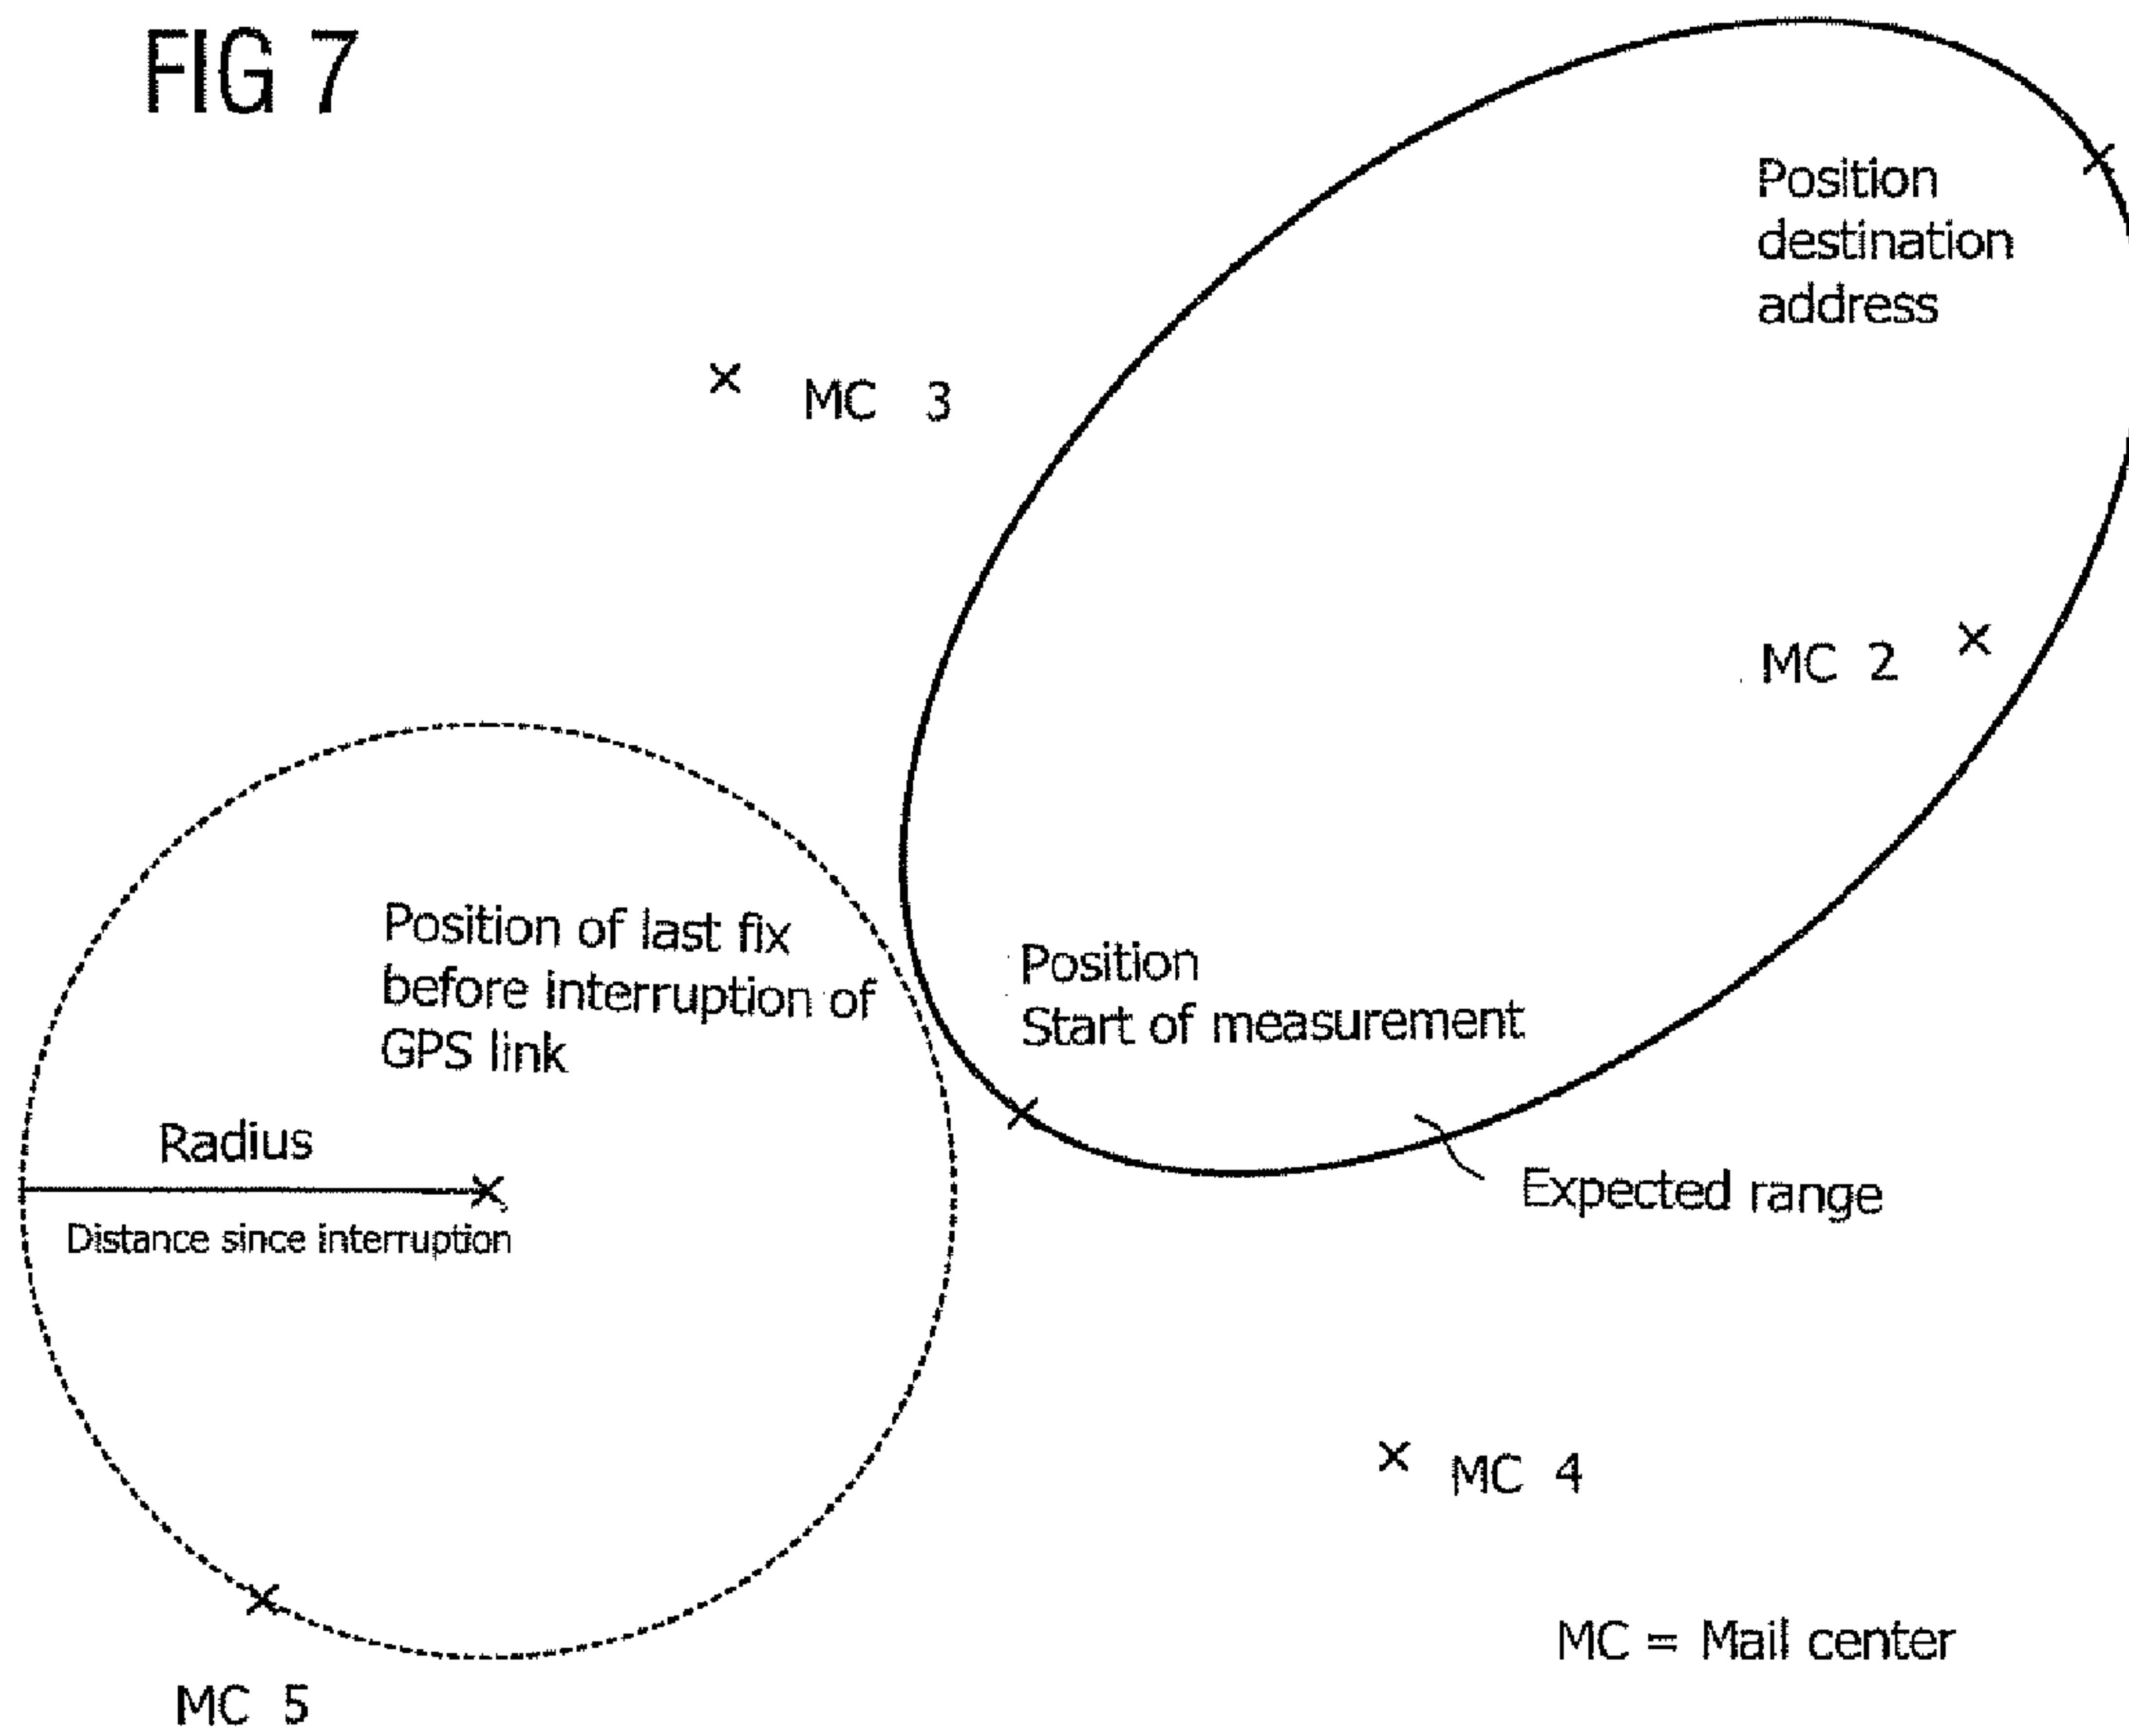 FIG 7
Position
destination
address
MC 3
MC 2
Position of last fix
before interruption of
GPS link
Position
Start of measurement
Radius
Distance since interruption
Expected range
MC 4
MC = Mail center
MC 5